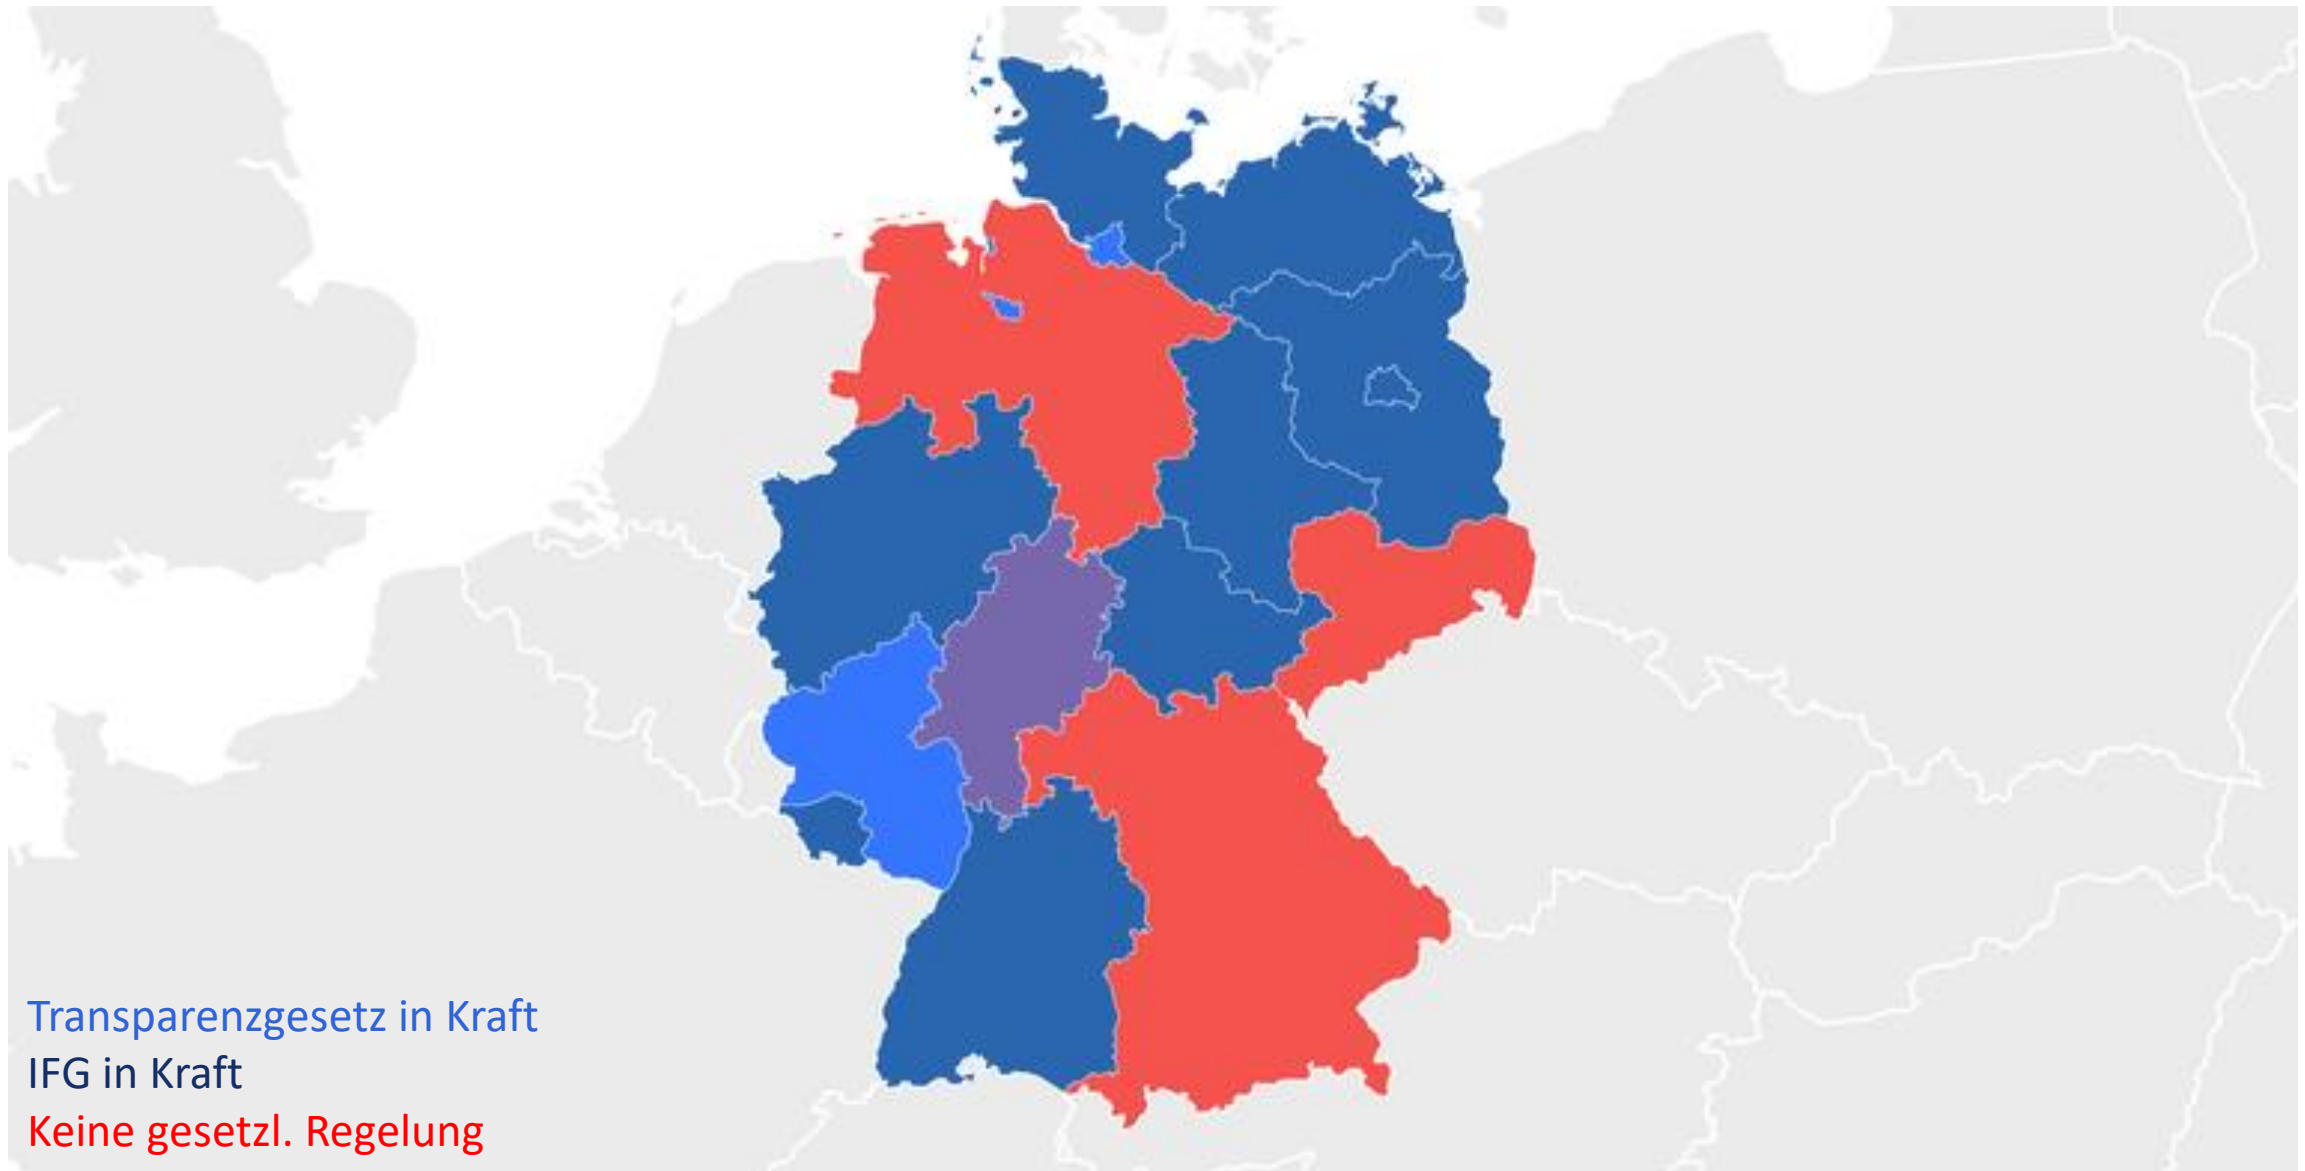 Transparenzgesetz in Kraft
IFG in Kraft
Keine gesetzl. Regelung